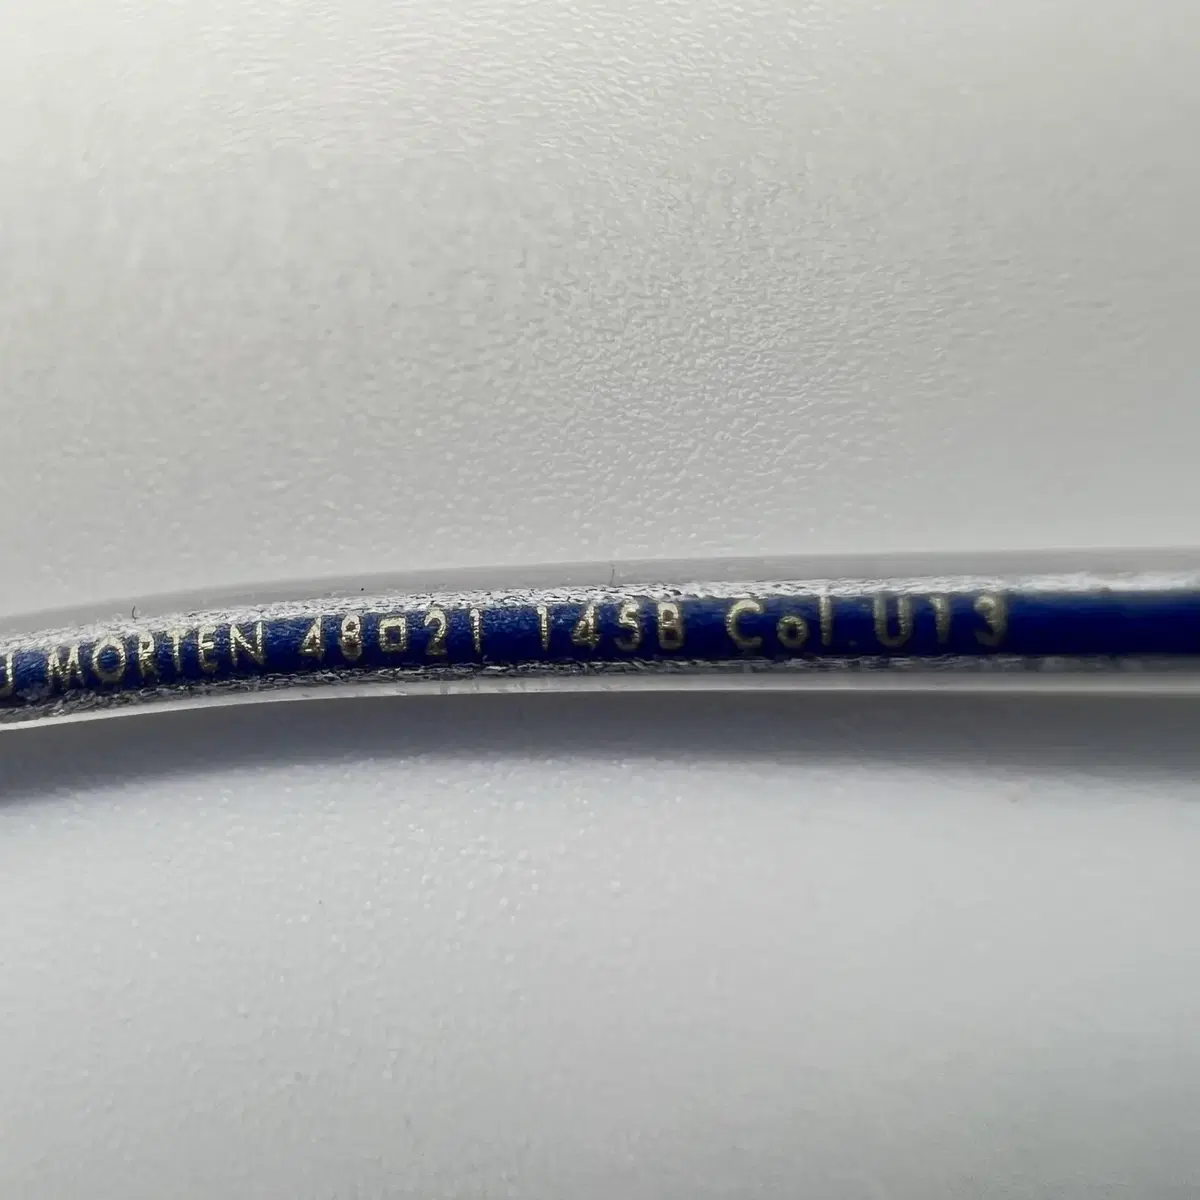 U MORTEN 48□21 145B Col.U13